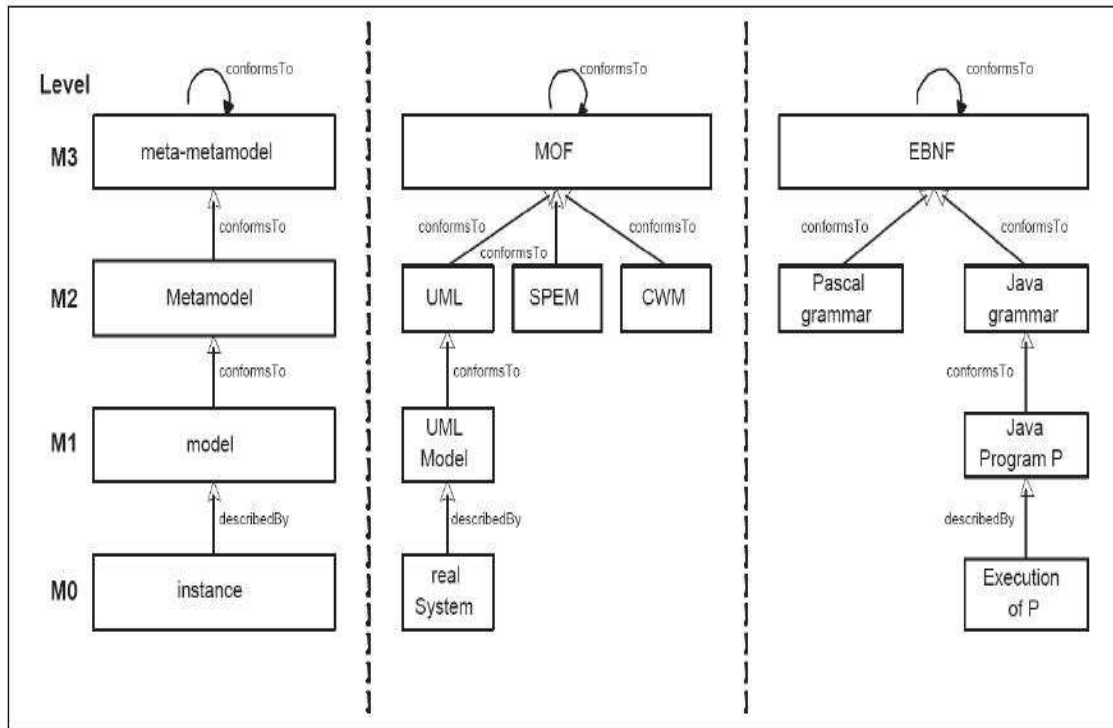 conformsTo
conformsTo
conformsTo
Level
M3
meta-metamodel
MOF
EBNF
conformsTo
conformsTo
conformsTo
conformsTo
conformsTo
conformsTo
M2
Metamodel
UML
SPEM
CWM
Pascal
grammar
Java
grammar
conformsTo
conformsTo
conformsTo
M1
model
UML
Model
Java
Program P
describedBy
describedBy
describedBy
M0
instance
real
System
Execution
of P